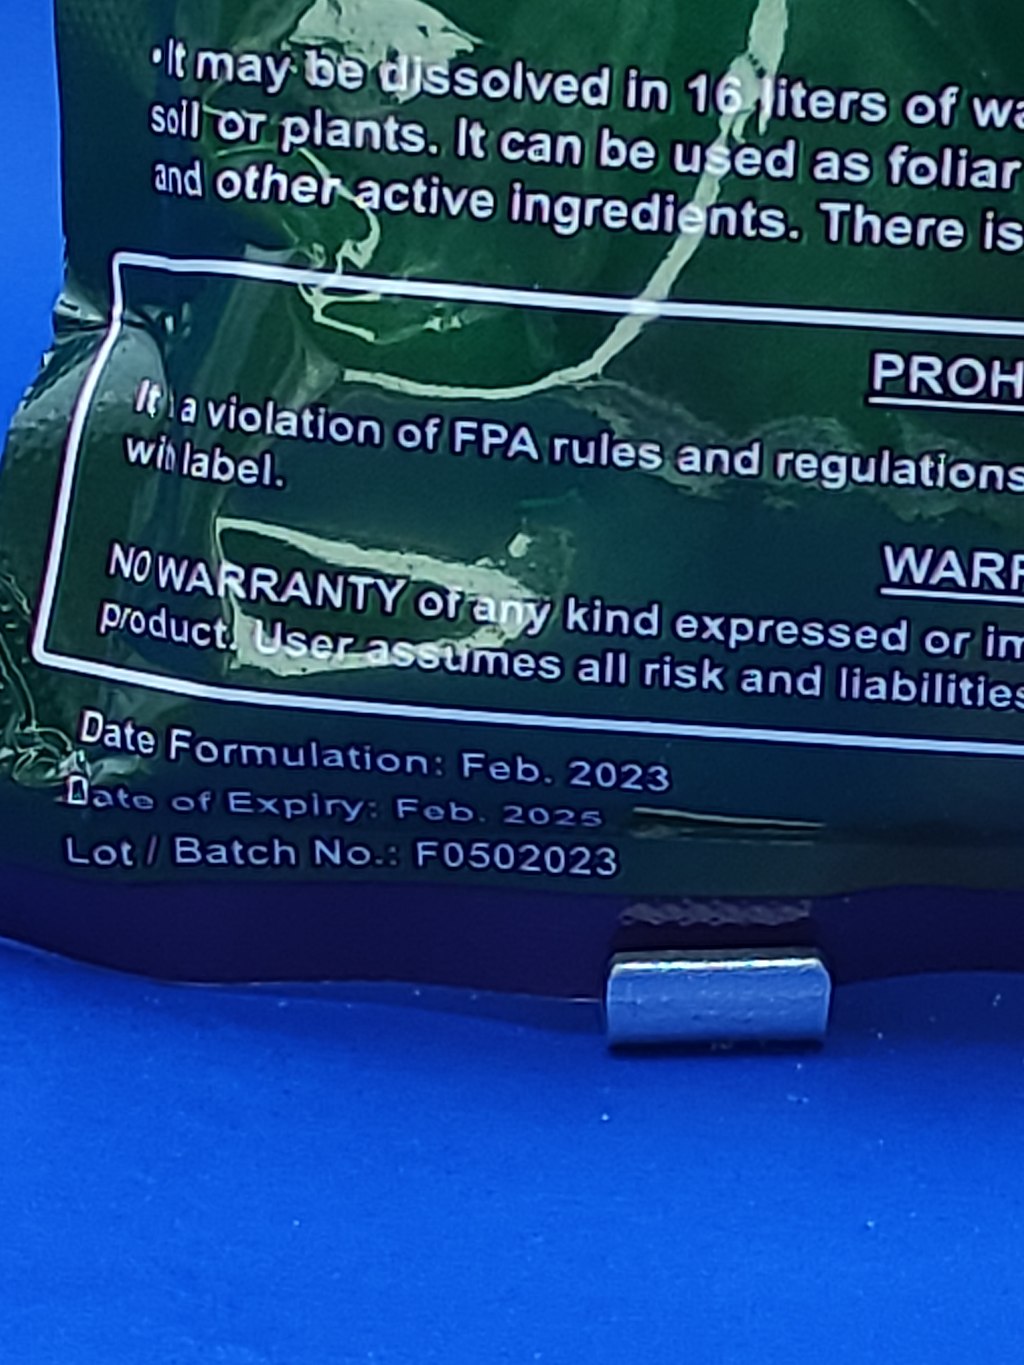 •It may be dissolved in 16 liters of wa
soil or plants. It can be used as foliar
and other active ingredients. There is
PROH
It a violation of FPA rules and regulations
label.
WARR
NO WARRANTY of any kind expressed or im
product. User assumes all risk and liabilities
Date Formulation: Feb. 2023
Date of Expiry: Feb. 2025
Lot / Batch No.: F0502023